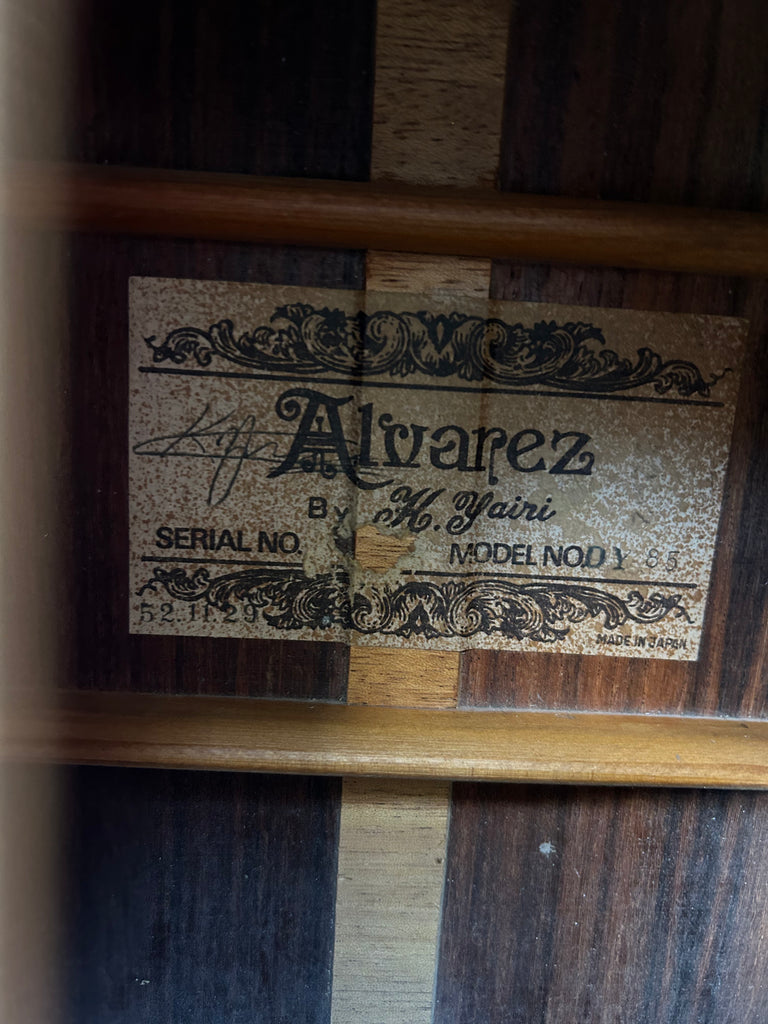 Alvarez
By K. Yairi
SERIAL NO.
MODEL NO. DY 85
52.11.29
MADE IN JAPAN